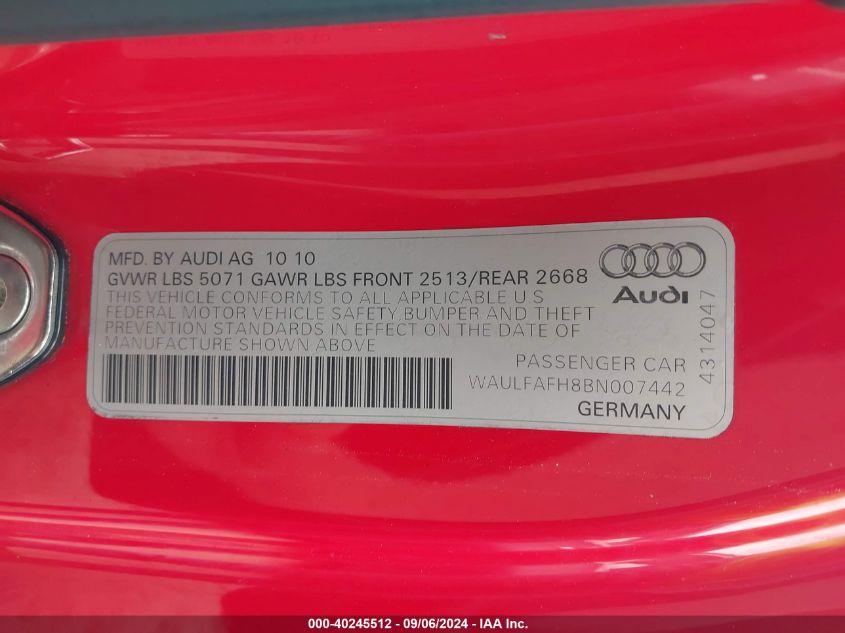 MFD. BY AUDI AG 10 10
GVWR LBS 5071 GAWR LBS FRONT 2513/REAR 2668
THIS VEHICLE CONFORMS TO ALL APPLICABLE U S
FEDERAL MOTOR VEHICLE SAFETY BUMPER AND THEFT
PREVENTION STANDARDS IN EFFECT ON THE DATE OF
MANUFACTURE SHOWN ABOVE
Audi
PASSENGER CAR
WAULFAFH8BN007442
GERMANY
4314047
000-40245512 - 09/06/2024 - IAA Inc.